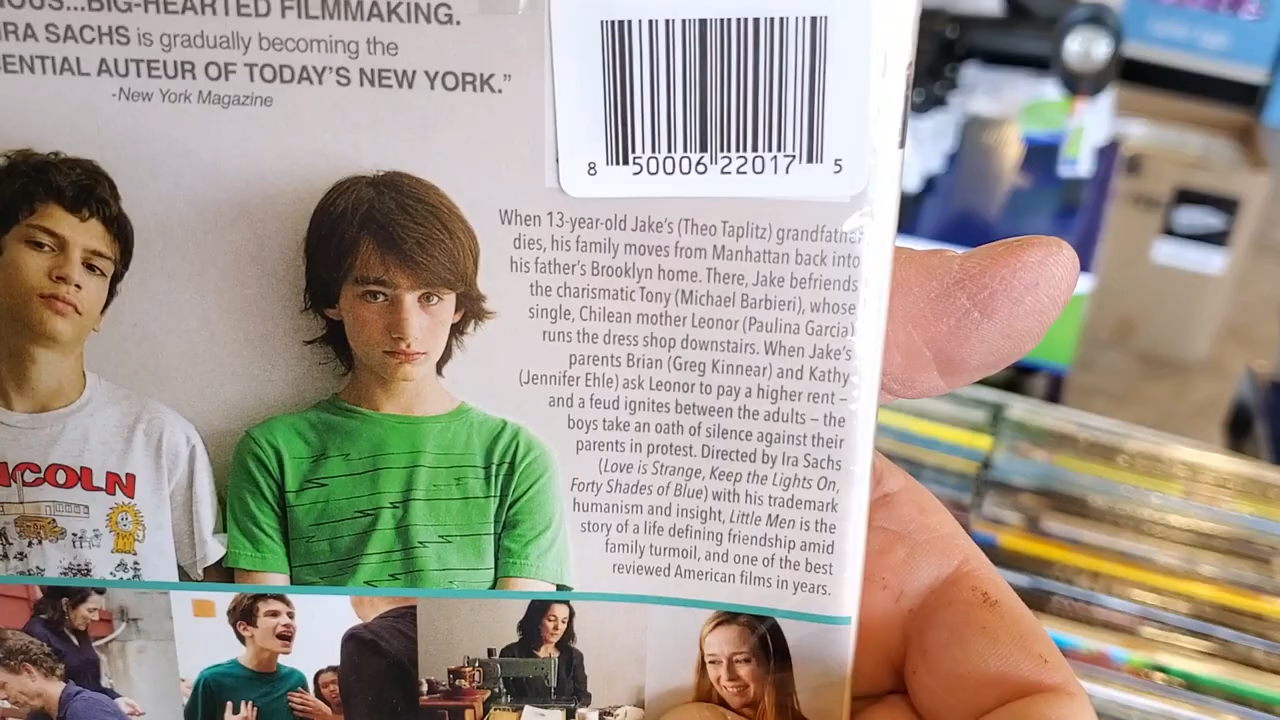 BIG-HEARTED FILMMAKING.
IRA SACHS is gradually becoming the
AUTEUR OF TODAY'S NEW YORK."
-New York Magazine
8 50006 22017 5
When 13-year-old Jake's (Theo Taplitz) grandfather
dies, his family moves from Manhattan back into
his father's Brooklyn home. There, Jake befriends
the charismatic Tony (Michael Barbieri), whose
single, Chilean mother Leonor (Paulina Garcia)
runs the dress shop downstairs. When Jake's
parents Brian (Greg Kinnear) and Kathy
(Jennifer Ehle) ask Leonor to pay a higher rent –
and a feud ignites between the adults – the
boys take an oath of silence against their
parents in protest. Directed by Ira Sachs
(Love is Strange, Keep the Lights On,
Forty Shades of Blue) with his trademark
humanism and insight, Little Men is the
story of a life defining friendship amid
family turmoil, and one of the best
reviewed American films in years.
NCOLN